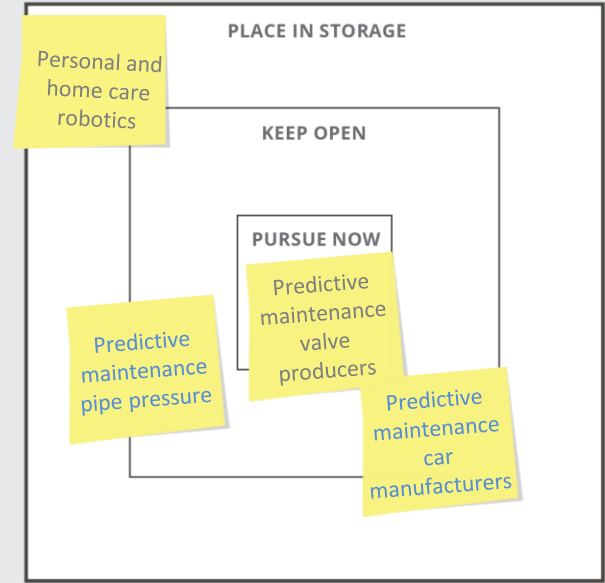 PLACE IN STORAGE
Personal and
home care
robotics
KEEP OPEN
PURSUE NOW
Predictive
maintenance
valve
producers
Predictive
maintenance
pipe pressure
Predictive
maintenance
car
manufacturers